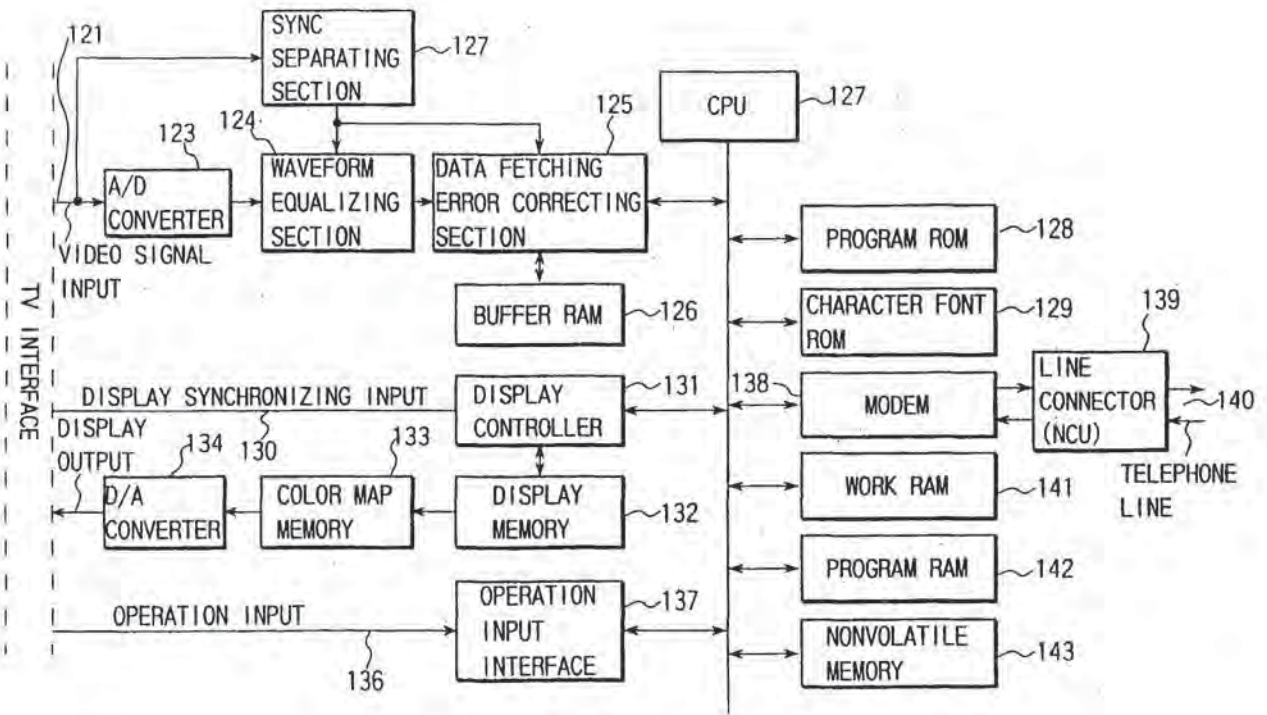 121
SYNC
SEPARATING
SECTION
127
CPU
127
123
124
125
A/D
CONVERTER
WAVEFORM
EQUALIZING
SECTION
DATA FETCHING
ERROR CORRECTING
SECTION
VIDEO SIGNAL
INPUT
TV INTERFACE
BUFFER RAM
126
PROGRAM ROM
128
CHARACTER FONT
ROM
129
DISPLAY SYNCHRONIZING INPUT
130
DISPLAY
CONTROLLER
131
138
MODEM
139
LINE
CONNECTOR
(NCU)
140
TELEPHONE
LINE
DISPLAY
OUTPUT
134
D/A
CONVERTER
133
COLOR MAP
MEMORY
DISPLAY
MEMORY
132
WORK RAM
141
PROGRAM RAM
142
OPERATION INPUT
136
OPERATION
INPUT
INTERFACE
137
NONVOLATILE
MEMORY
143